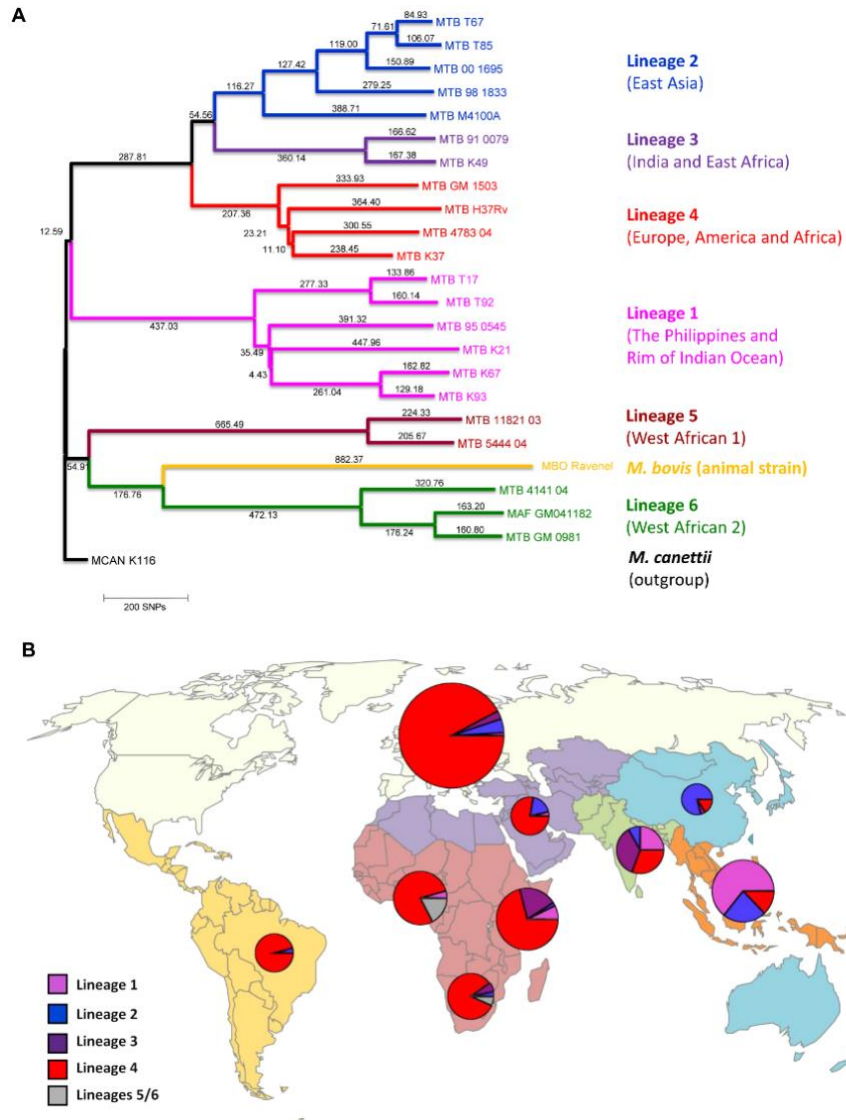 A
84.93
MTB T67
71.61
106.07
MTB T85
119.00
150.89
MTB 00 1695
127.42
279.25
MTB 98 1833
116.27
388.71
MTB M4100A
54.56
166.62
MTB 91 0079
360.14
167.38
MTB K49
287.81
333.93
MTB GM 1503
207.36
364.40
MTB H37Rv
23.21
300.55
MTB 4783 04
11.10
238.45
MTB K37
12.59
133.86
MTB T17
277.33
160.14
MTB T92
437.03
391.32
MTB 95 0545
35.49
447.96
MTB K21
4.43
162.82
MTB K67
261.04
129.18
MTB K93
224.33
MTB 11821 03
665.49
205.67
MTB 5444 04
54.91
882.37
MBO Ravenel
176.76
320.76
MTB 4141 04
472.13
163.20
MAF GM041182
176.24
160.80
MTB GM 0981
MCAN K116
200 SNPs
Lineage 2
(East Asia)
Lineage 3
(India and East Africa)
Lineage 4
(Europe, America and Africa)
Lineage 1
(The Philippines and
Rim of Indian Ocean)
Lineage 5
(West African 1)
M. bovis (animal strain)
Lineage 6
(West African 2)
M. canettii
(outgroup)
B
Lineage 1
Lineage 2
Lineage 3
Lineage 4
Lineages 5/6